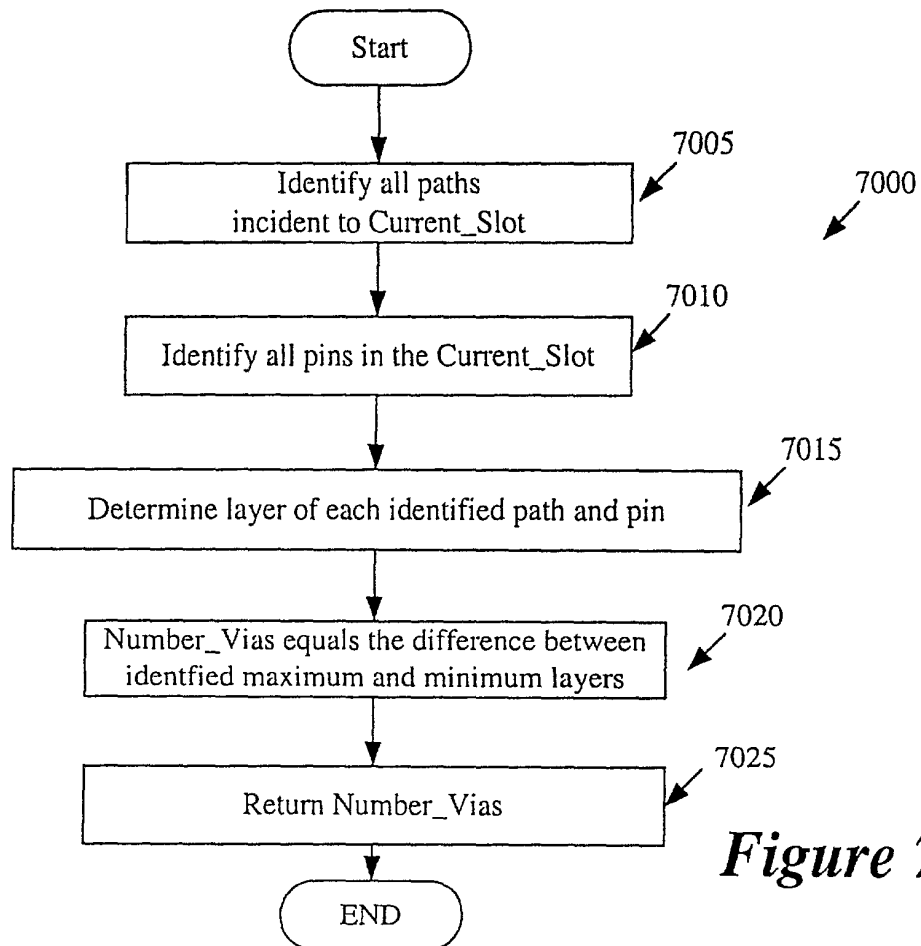 Start
7005
Identify all paths
incident to Current_Slot
7000
7010
Identify all pins in the Current_Slot
7015
Determine layer of each identified path and pin
7020
Number_Vias equals the difference between
identfied maximum and minimum layers
7025
Return Number_Vias
Figure
END